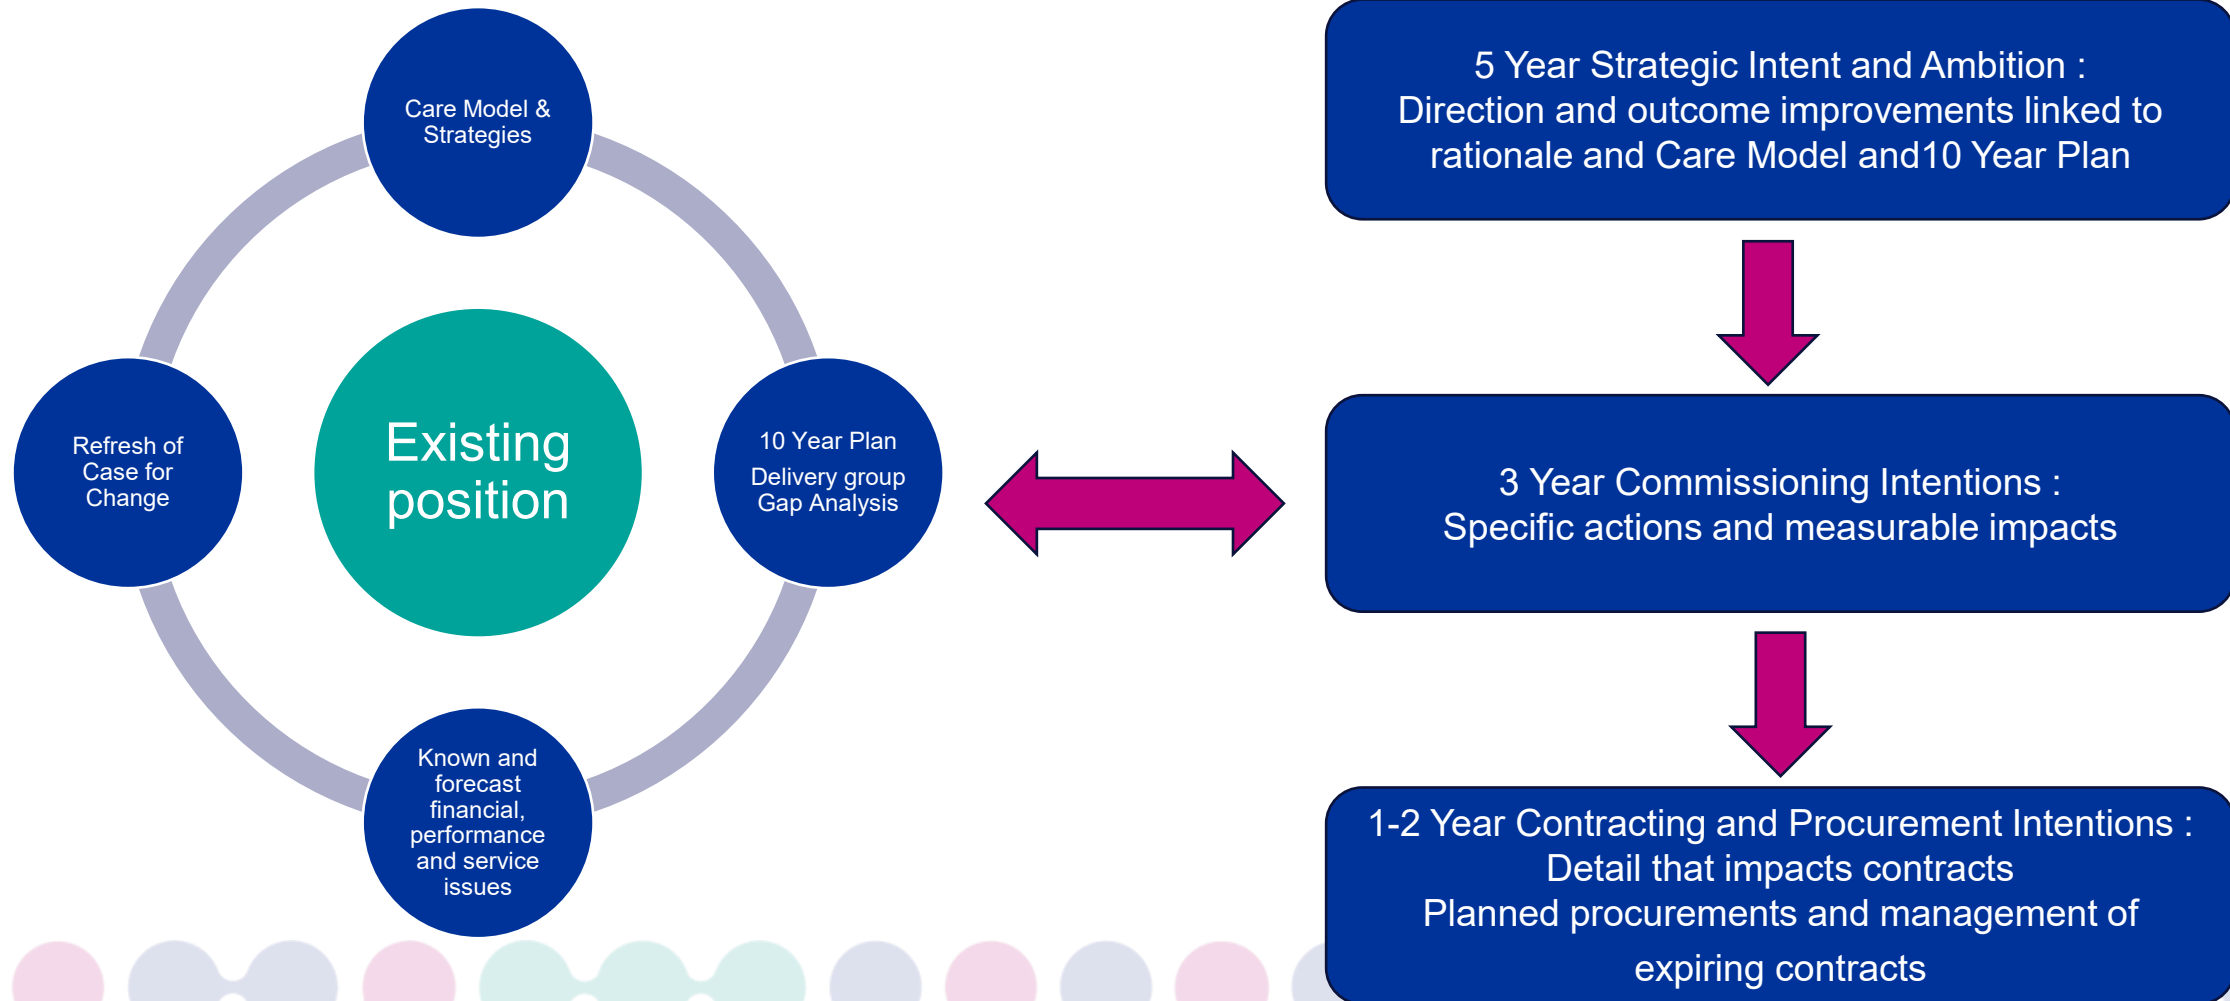 Care Model &
Strategies
Refresh of
Case for
Change
Existing
position
10 Year Plan
Delivery group
Gap Analysis
Known and
forecast
financial,
performance
and service
issues
5 Year Strategic Intent and Ambition :
Direction and outcome improvements linked to
rationale and Care Model and10 Year Plan
3 Year Commissioning Intentions :
Specific actions and measurable impacts
1-2 Year Contracting and Procurement Intentions :
Detail that impacts contracts
Planned procurements and management of
expiring contracts